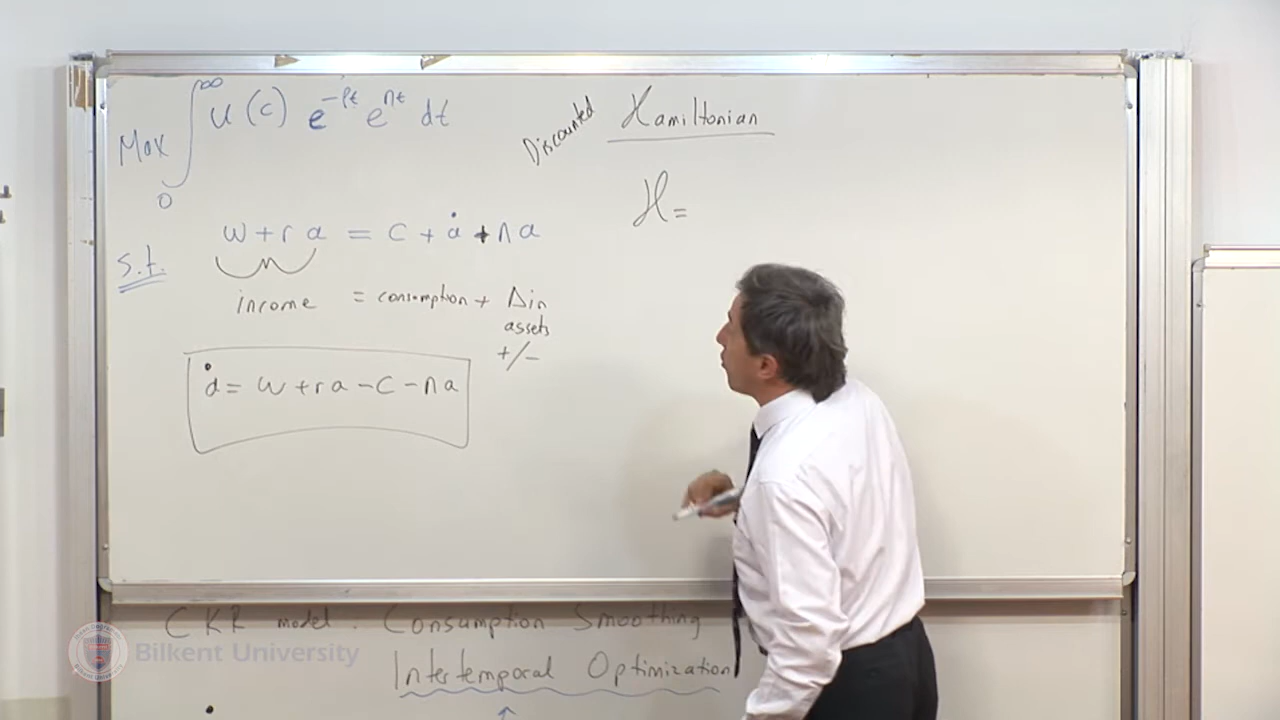 Max ∫₀^∞ u(c) e^{-ρt} e^{nt} dt
s.t.
w + r a = c + ȧ + n a
income = consumption + Δ in
assets
+/-
ȧ = w + r a - c - n a
Discounted Hamiltonian
H =
CKR model. Consumption Smoothing
Intertemporal Optimization
Bilkent University